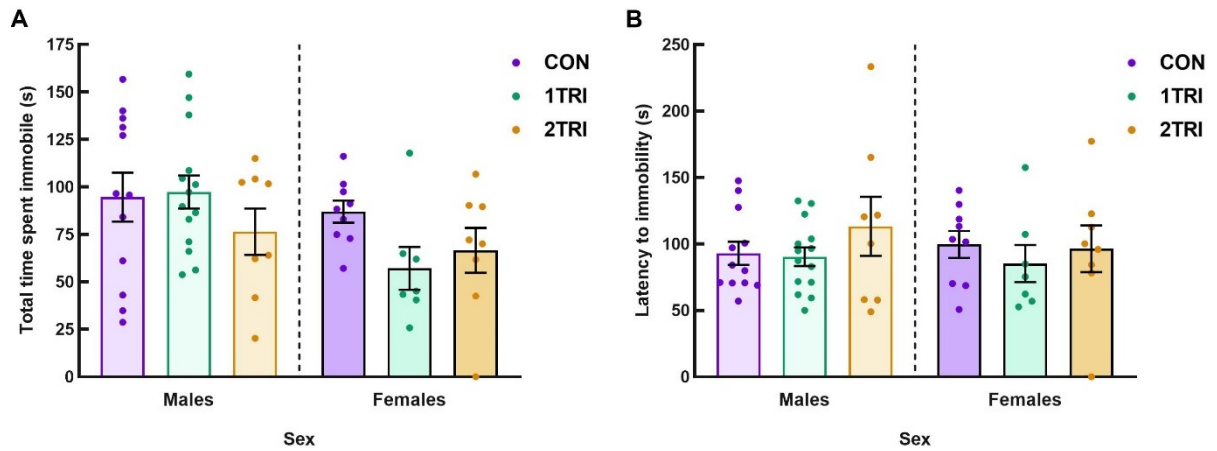 A
Total time spent immobile (s)
175
150
125
100
75
50
25
0
CON
1TRI
2TRI
Males
Females
Sex
B
Latency to immobility (s)
250
200
150
100
50
0
CON
1TRI
2TRI
Males
Females
Sex